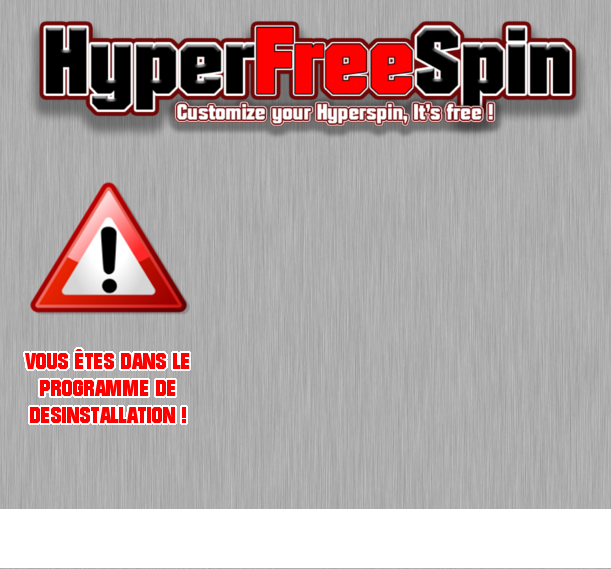 HyperFreeSpin
Customize your Hyperspin, It's free !
VOUS ÊTES DANS LE
PROGRAMME DE
DESINSTALLATION !